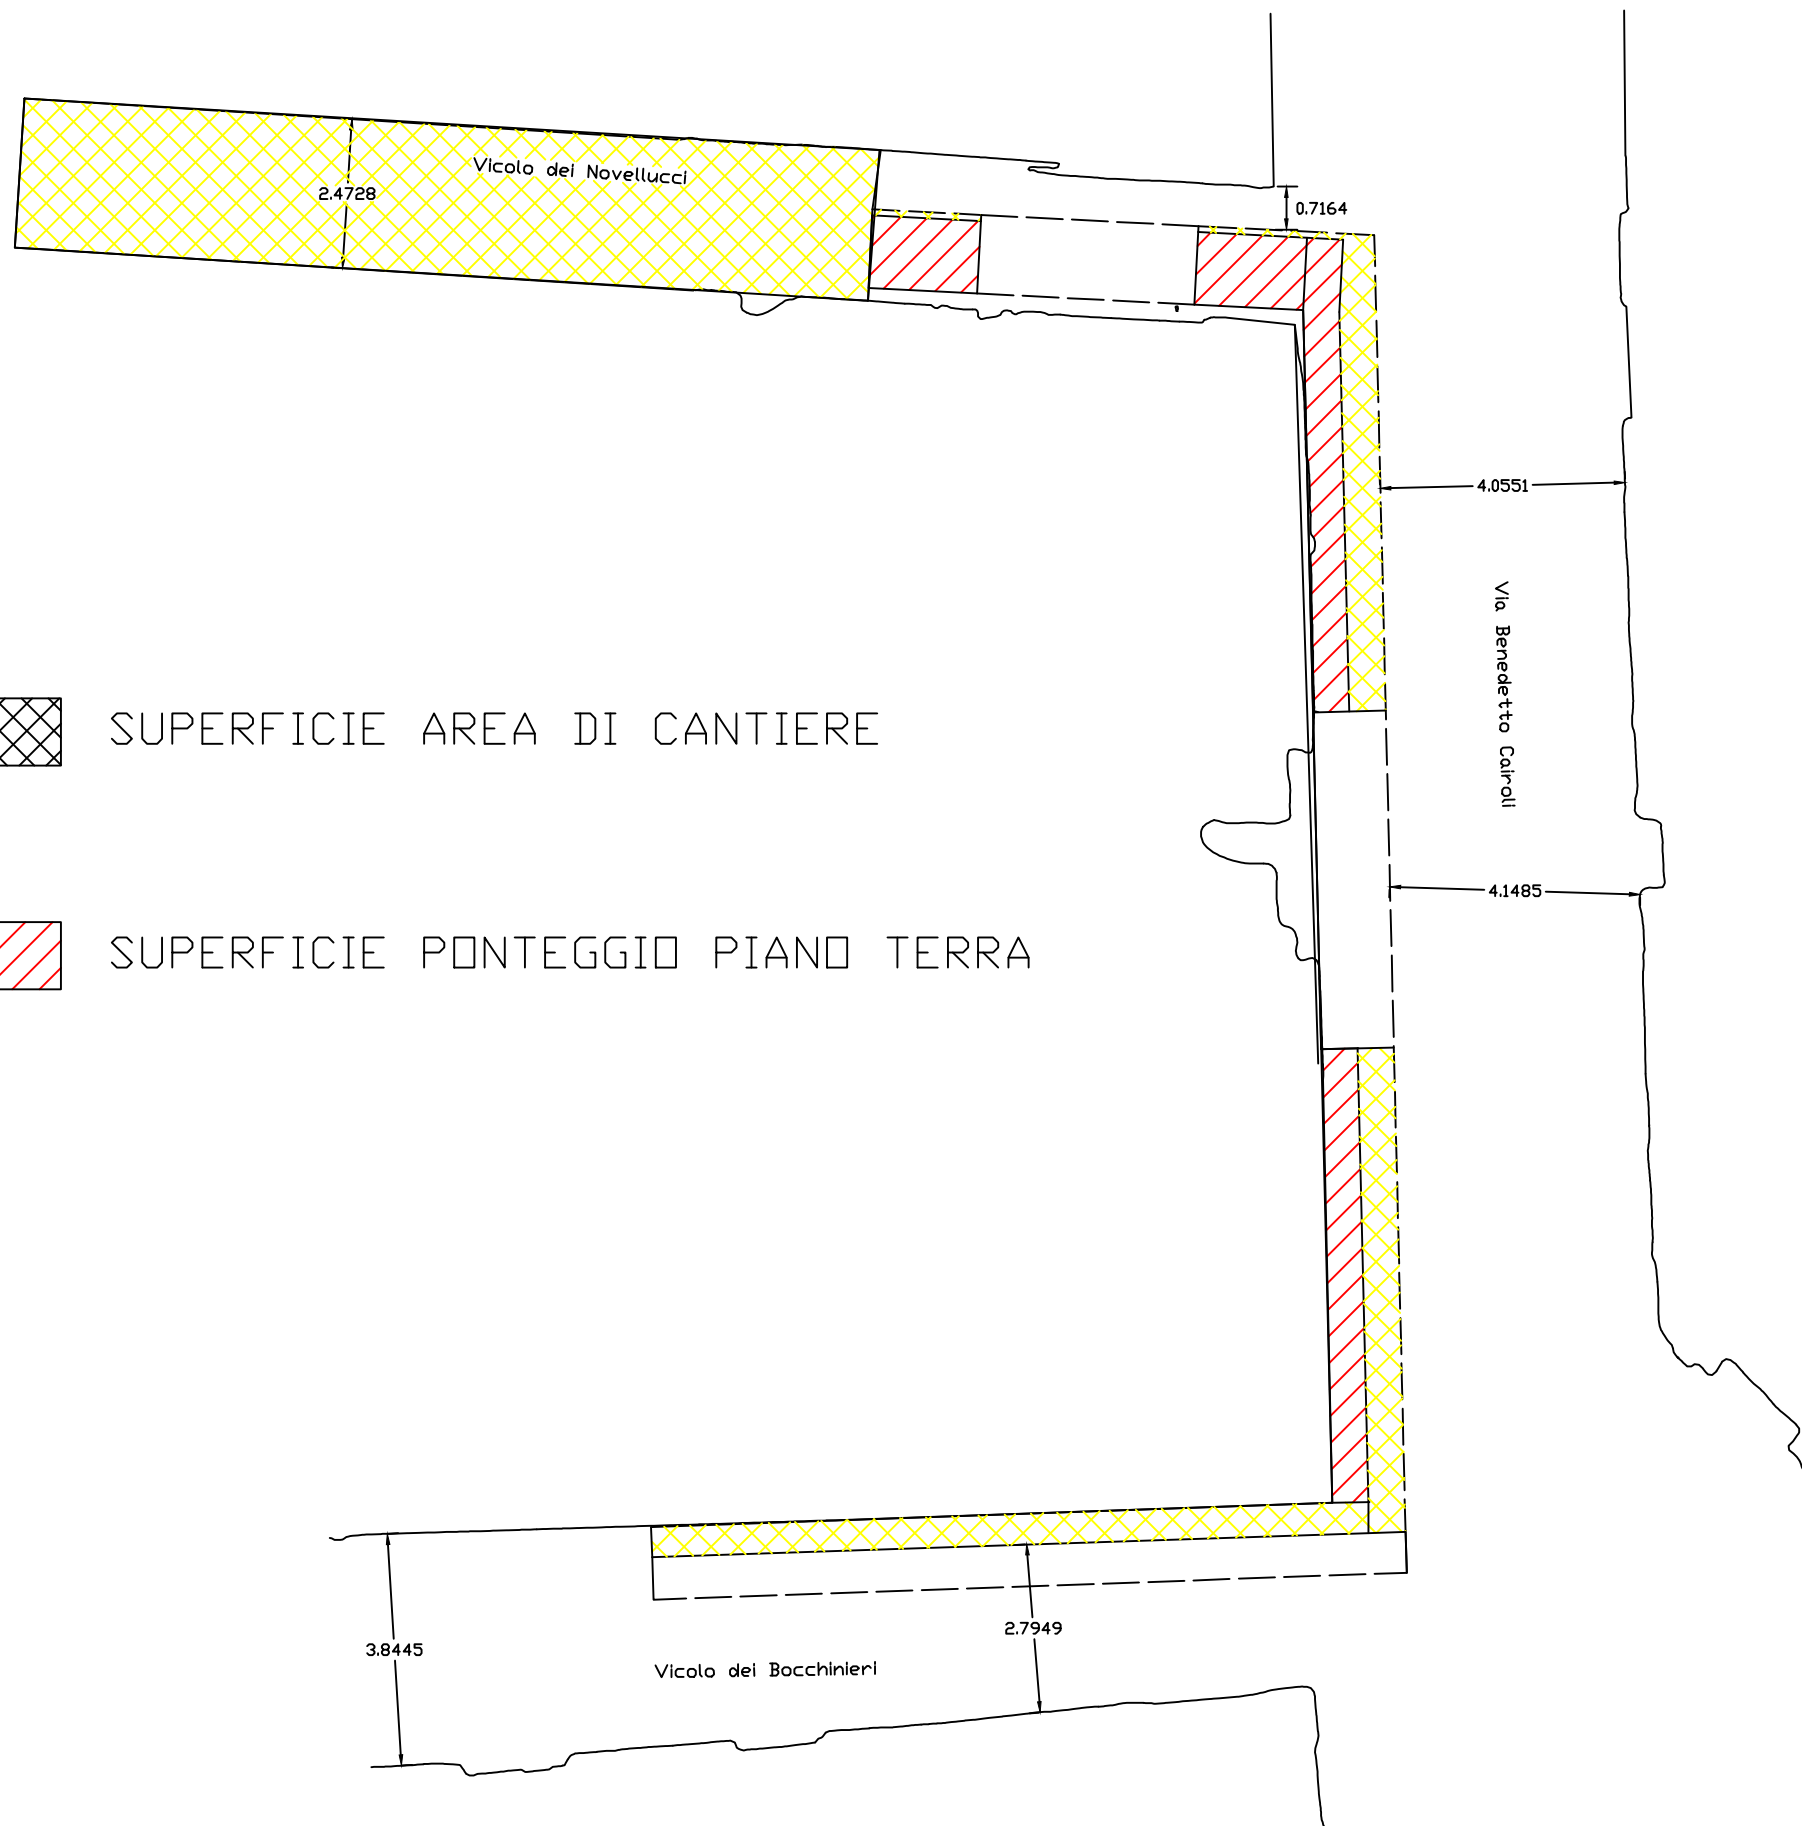 Vicolo dei Novellucci
2.4728
0.7164
4.0551
Via Benedetto Cairoli
SUPERFICIE AREA DI CANTIERE
4.1485
SUPERFICIE PONTEGGIO PIANO TERRA
2.7949
3.8445
Vicolo dei Bocchinieri